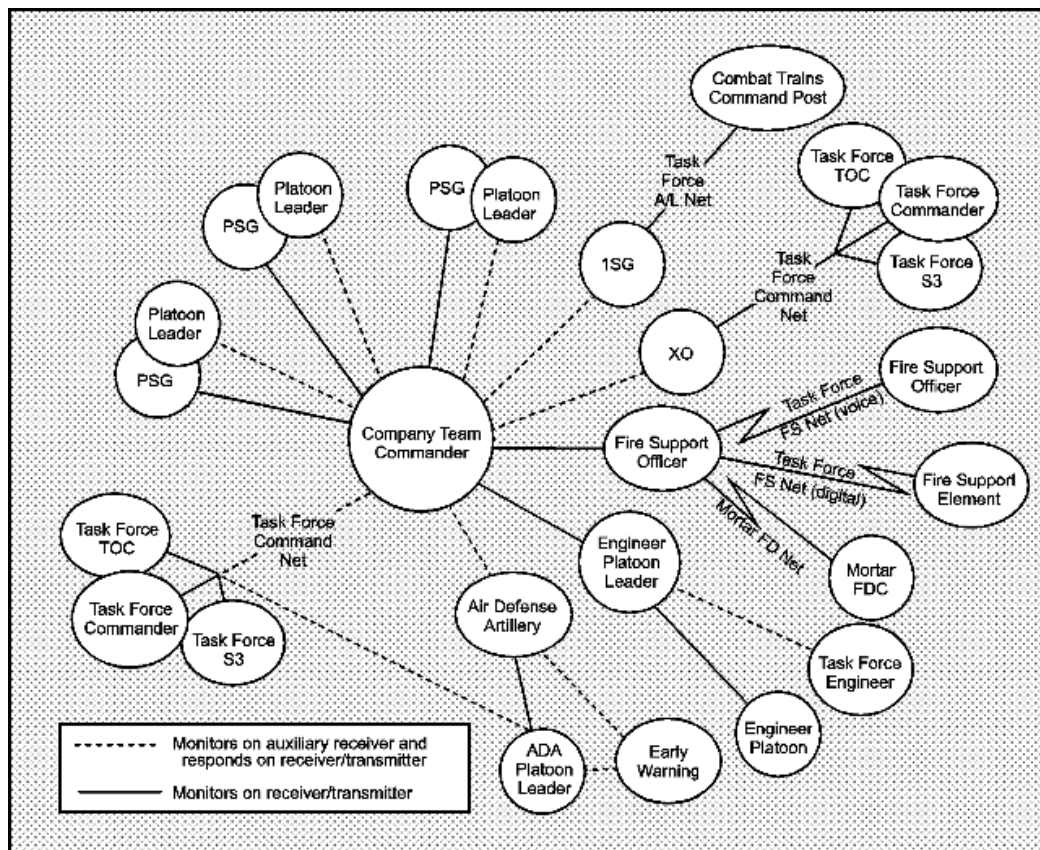 Combat Trains
Command Post
Task
Force
A/L Net
Task Force
TOC
Task Force
Commander
Task Force
S3
Task
Force
Command
Net
PSG
Platoon
Leader
PSG
Platoon
Leader
1SG
Platoon
Leader
PSG
XO
Company Team
Commander
Fire Support
Officer
Task Force
FS Net (voice)
Fire Support
Officer
Task Force
FS Net (digital)
Fire Support
Element
Mortar FD Net
Mortar
FDC
Task Force
Command
Net
Task Force
TOC
Task Force
Commander
Task Force
S3
Air Defense
Artillery
Engineer
Platoon
Leader
Task Force
Engineer
Engineer
Platoon
ADA
Platoon
Leader
Early
Warning
Monitors on auxiliary receiver and
responds on receiver/transmitter
Monitors on receiver/transmitter